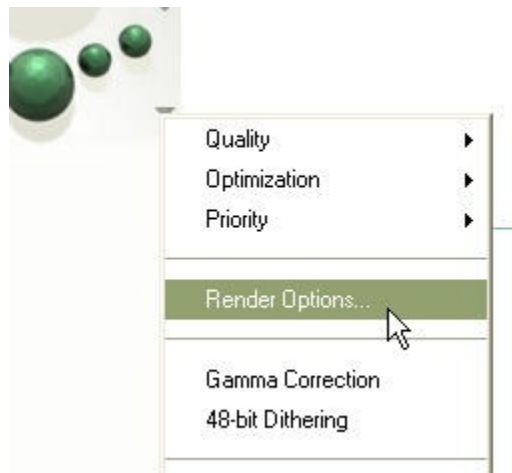 Quality
Optimization
Priority
Render Options...
Gamma Correction
48-bit Dithering